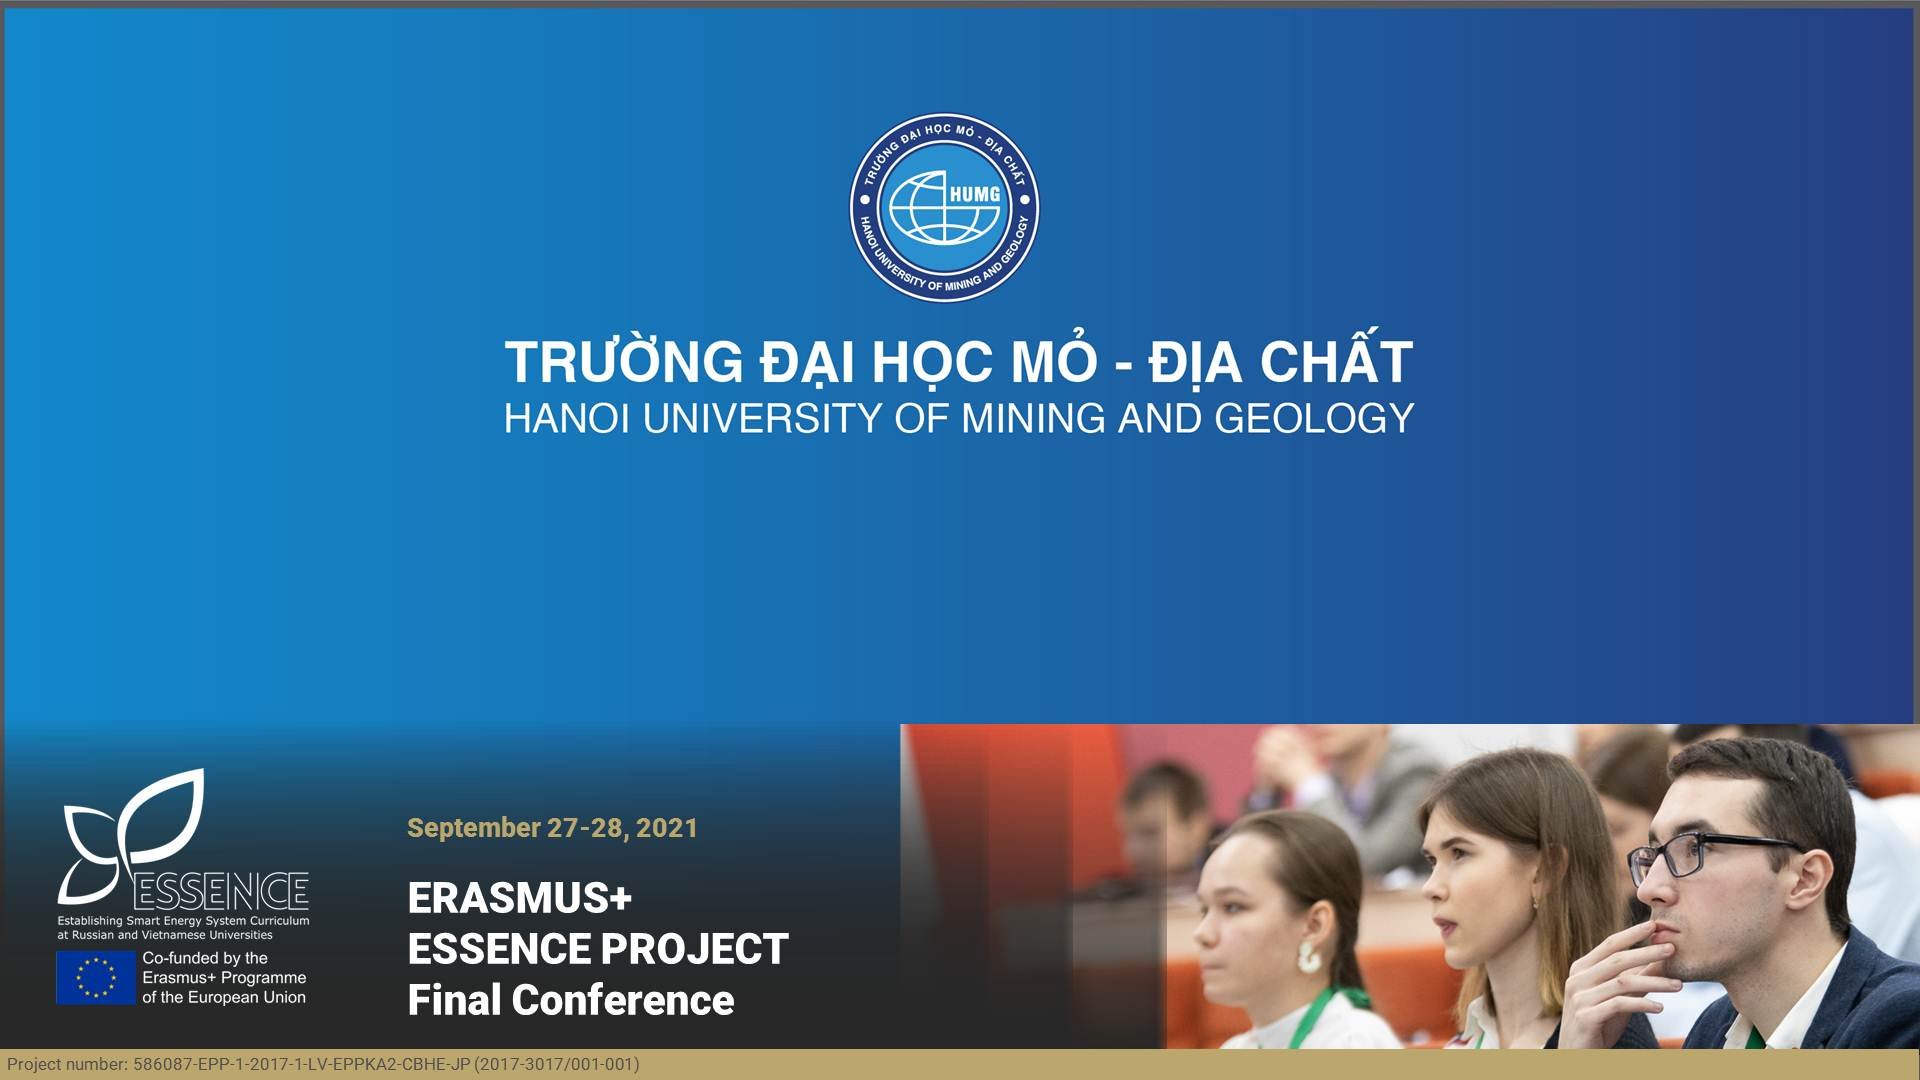 TRƯỜNG ĐẠI HỌC MỎ - ĐỊA CHẤT
HUMG
HANOI UNIVERSITY OF MINING AND GEOLOGY
TRƯỜNG ĐẠI HỌC MỎ - ĐỊA CHẤT
HANOI UNIVERSITY OF MINING AND GEOLOGY
ESSENCE
Establishing Smart Energy System Curriculum
at Russian and Vietnamese Universities
Co-funded by the
Erasmus+ Programme
of the European Union
September 27-28, 2021
ERASMUS+
ESSENCE PROJECT
Final Conference
Project number: 586087-EPP-1-2017-1-LV-EPPKA2-CBHE-JP (2017-3017/001-001)